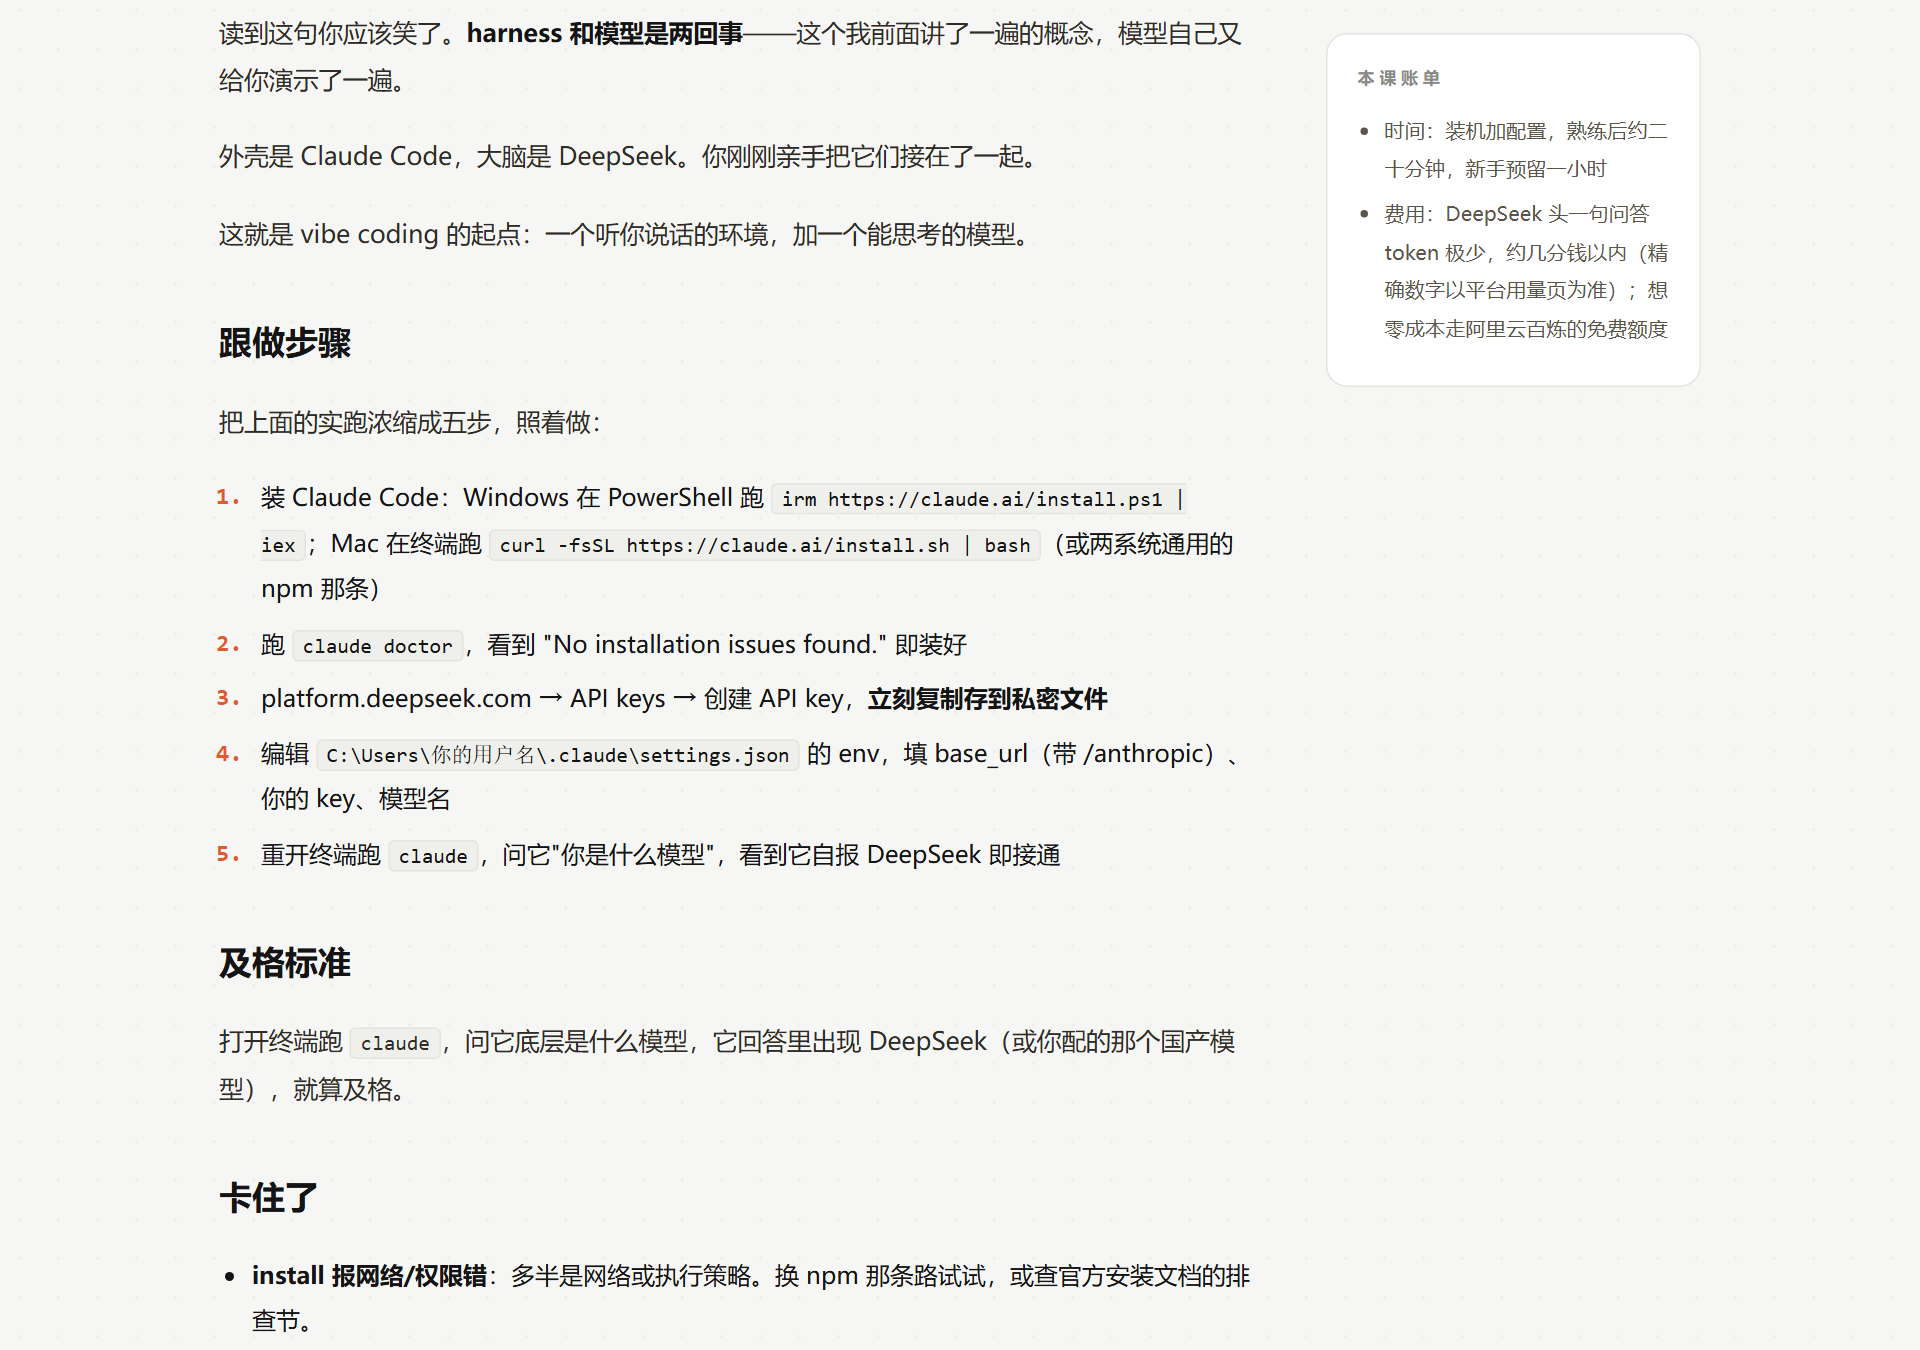 读到这句你应该笑了。harness 和模型是两回事——这个我前面讲了一遍的概念，模型自己又
给你演示了一遍。
外壳是 Claude Code，大脑是 DeepSeek。你刚刚亲手把它们接在了一起。
这就是 vibe coding 的起点：一个听你说话的环境，加一个能思考的模型。
跟做步骤
把上面的实跑浓缩成五步，照着做：
1. 装 Claude Code：Windows 在 PowerShell 跑 irm https://claude.ai/install.ps1 |
iex ；Mac 在终端跑 curl -fsSL https://claude.ai/install.sh | bash （或两系统通用的
npm 那条）
2. 跑 claude doctor ，看到 "No installation issues found." 即装好
3. platform.deepseek.com → API keys → 创建 API key，立刻复制存到私密文件
4. 编辑 C:\Users\你的用户名\.claude\settings.json 的 env，填 base_url（带 /anthropic）、
你的 key、模型名
5. 重开终端跑 claude ，问它"你是什么模型"，看到它自报 DeepSeek 即接通
及格标准
打开终端跑 claude ，问它底层是什么模型，它回答里出现 DeepSeek（或你配的那个国产模
型），就算及格。
卡住了
• install 报网络/权限错：多半是网络或执行策略。换 npm 那条路试试，或查官方安装文档的排
查节。
本课账单
• 时间：装机加配置，熟练后约二
十分钟，新手预留一小时
• 费用：DeepSeek 头一句问答
token 极少，约几分钱以内（精
确数字以平台用量页为准）；想
零成本走阿里云百炼的免费额度